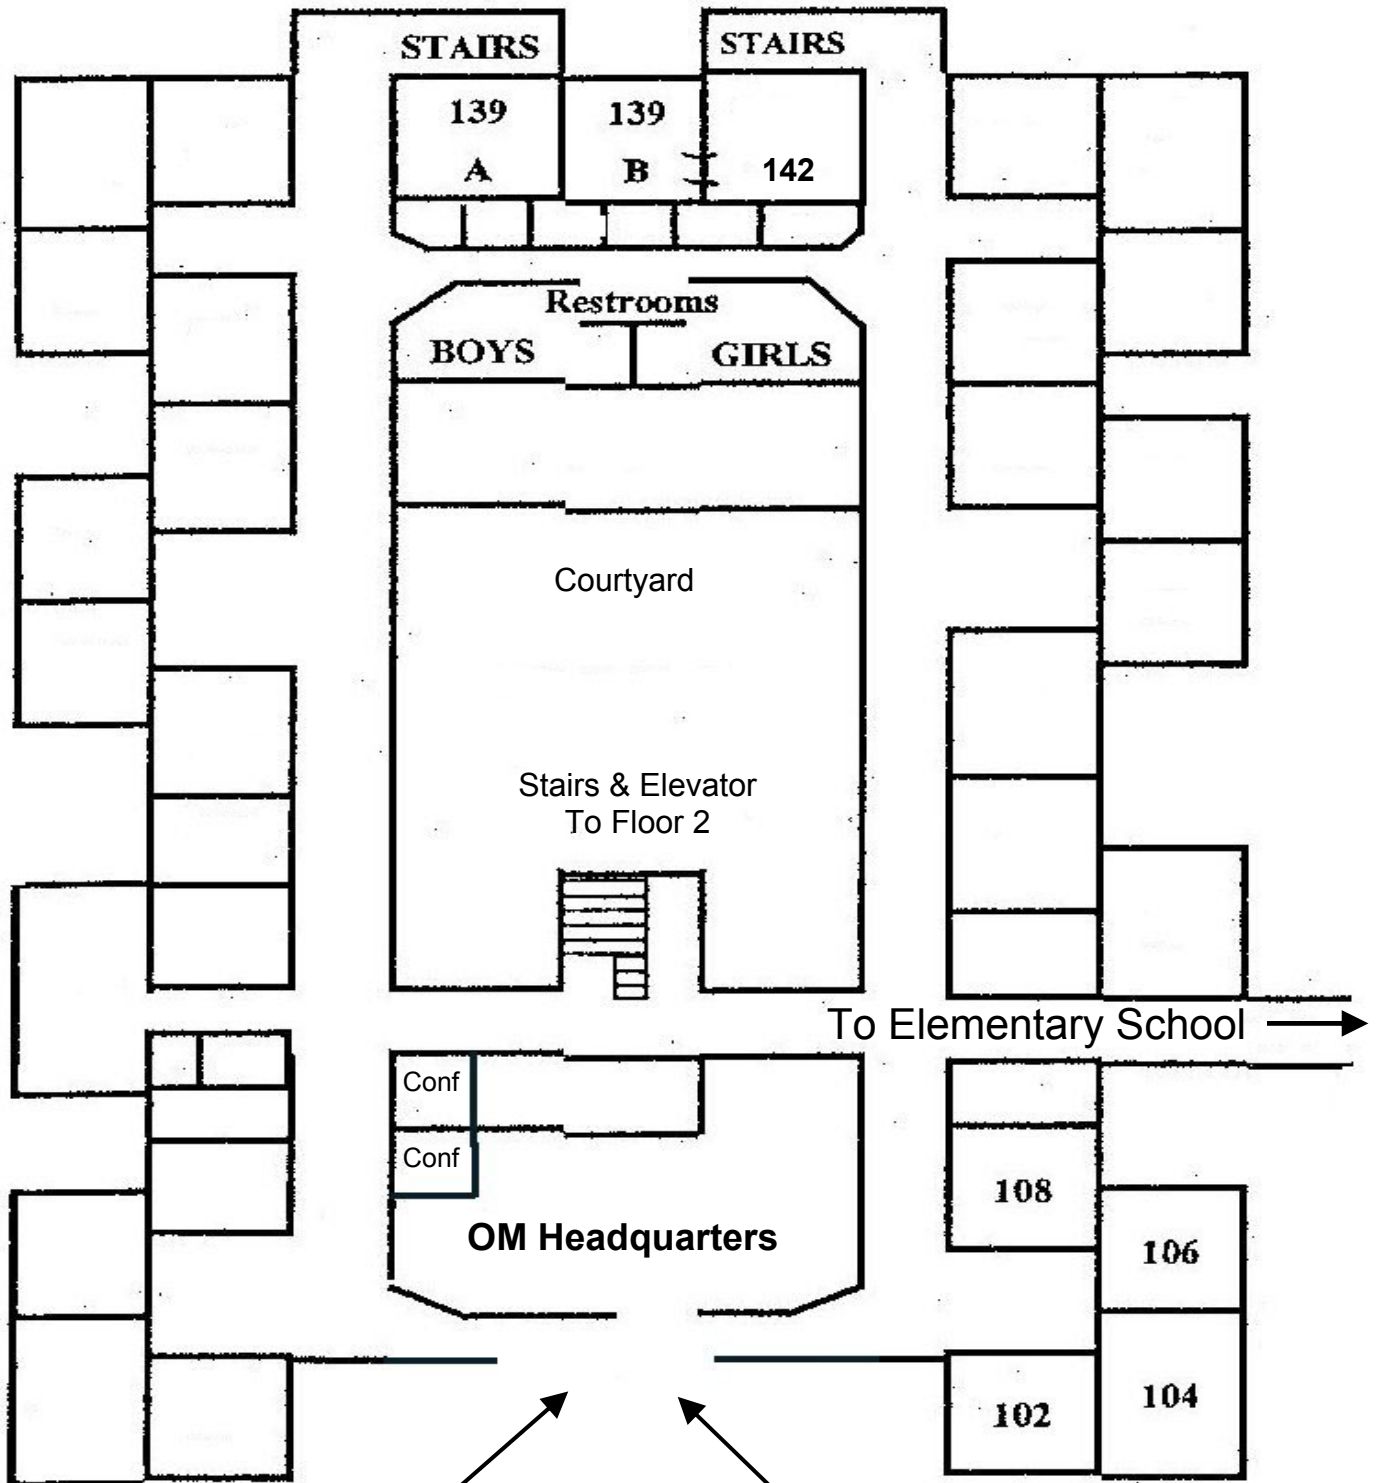 STAIRS
STAIRS
139
A
139
B
142
Restrooms
BOYS
GIRLS
Courtyard
Stairs & Elevator
To Floor 2
To Elementary School
Conf
Conf
OM Headquarters
108
106
104
102